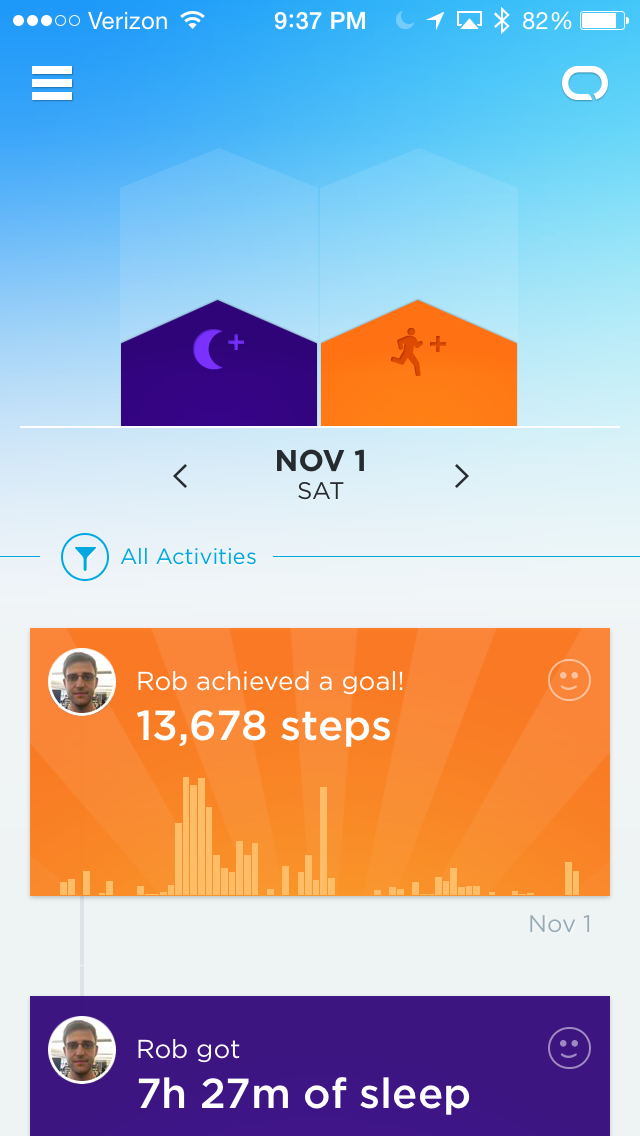 Verizon 9:37 PM 82%
NOV 1
SAT
All Activities
Rob achieved a goal!
13,678 steps
Nov 1
Rob got
7h 27m of sleep